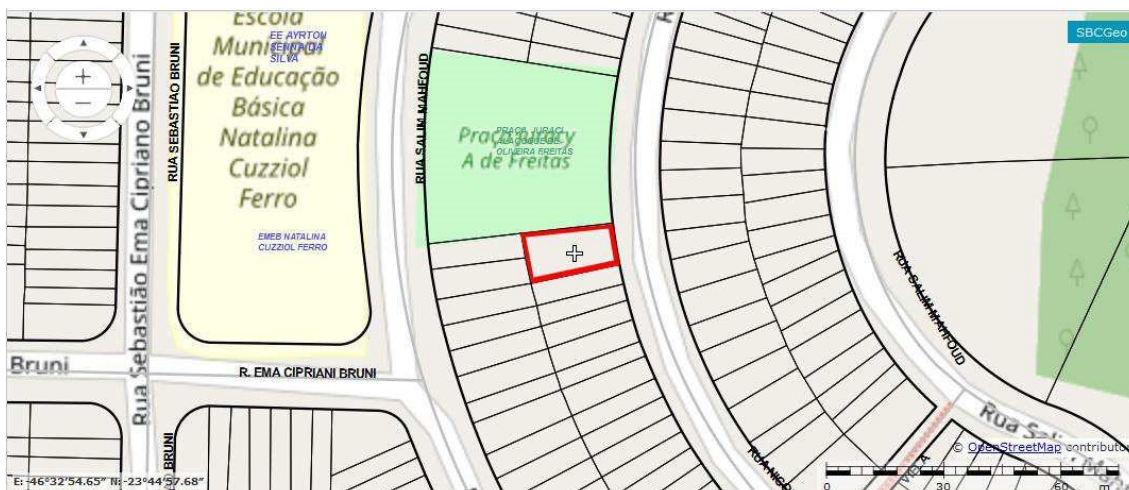 Escola
Municipal
de Educação
Básica
Natalina
Cuzziol
Ferro
EE AYRTON
SENNA DA
SILVA
EMEB NATALINA
CUZZIOL FERRO
RUA SEBASTIAO BRUNI
Rua Sebastião Ema Cipriano Bruni
RUA SALIM MAHFOUD
Praça Juracy
A de Freitas
PRAÇA JURACI
OLIVEIRA FREITAS
SBCGeo
+
−
RUA SALIM MAHFOUD
Bruni
R. EMA CIPRIANI BRUNI
BRUNI
Rua
© OpenStreetMap contributor
E: -46°32'54.65" N: -23°44'57.68"
0 30 60 m